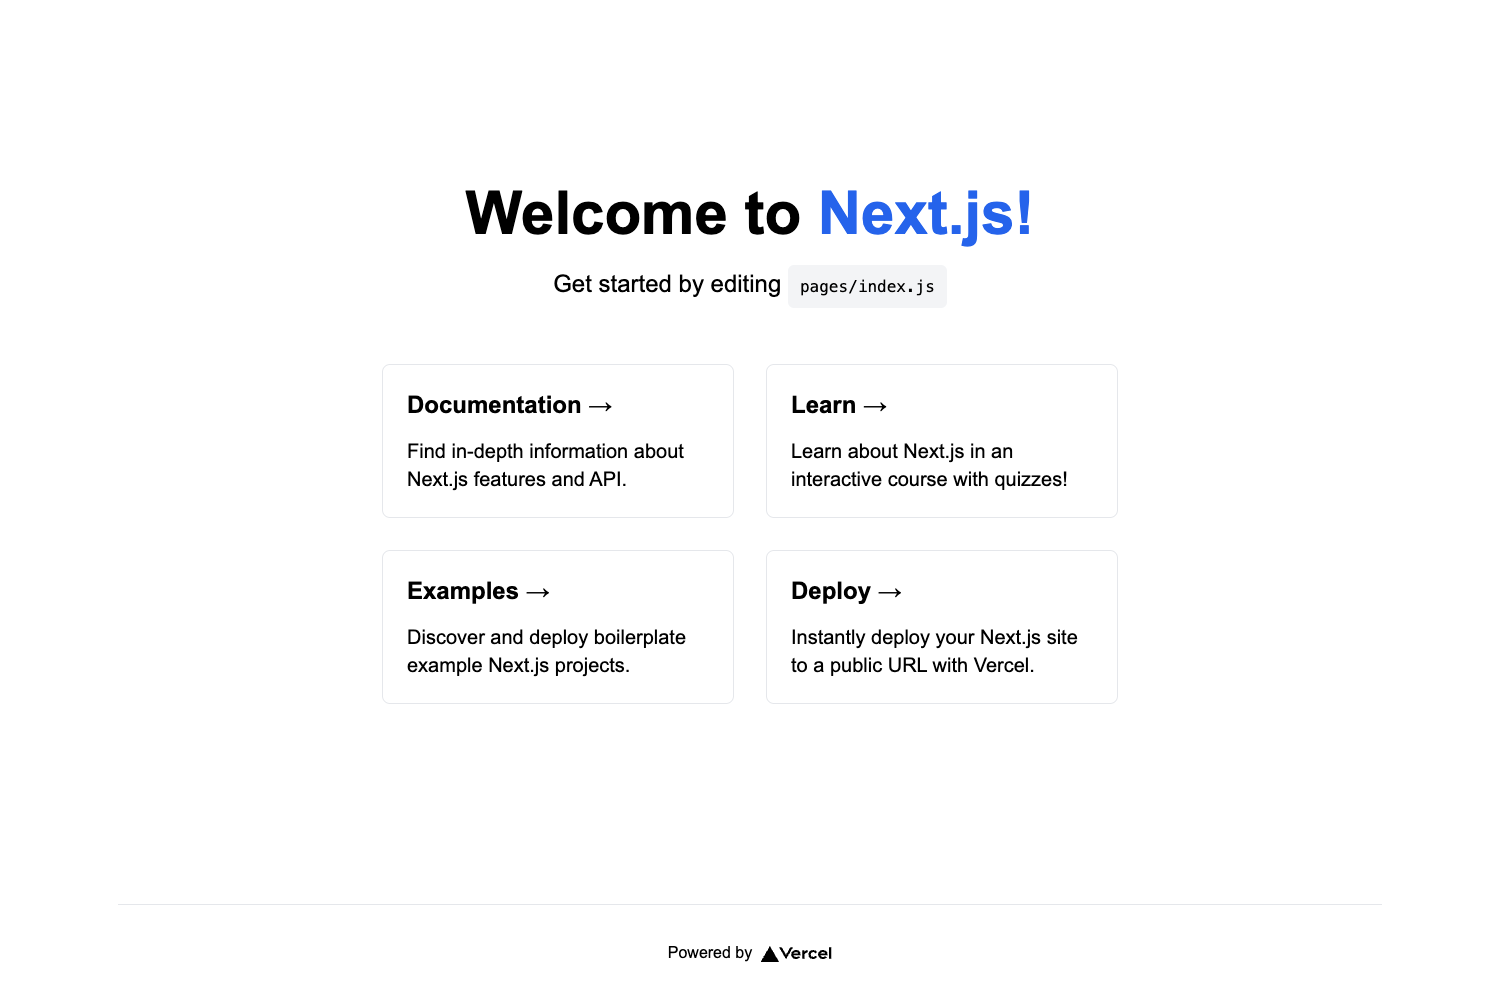 Welcome to Next.js!
Get started by editing pages/index.js
Documentation →
Find in-depth information about
Next.js features and API.
Learn →
Learn about Next.js in an
interactive course with quizzes!
Examples →
Discover and deploy boilerplate
example Next.js projects.
Deploy →
Instantly deploy your Next.js site
to a public URL with Vercel.
Powered by Vercel